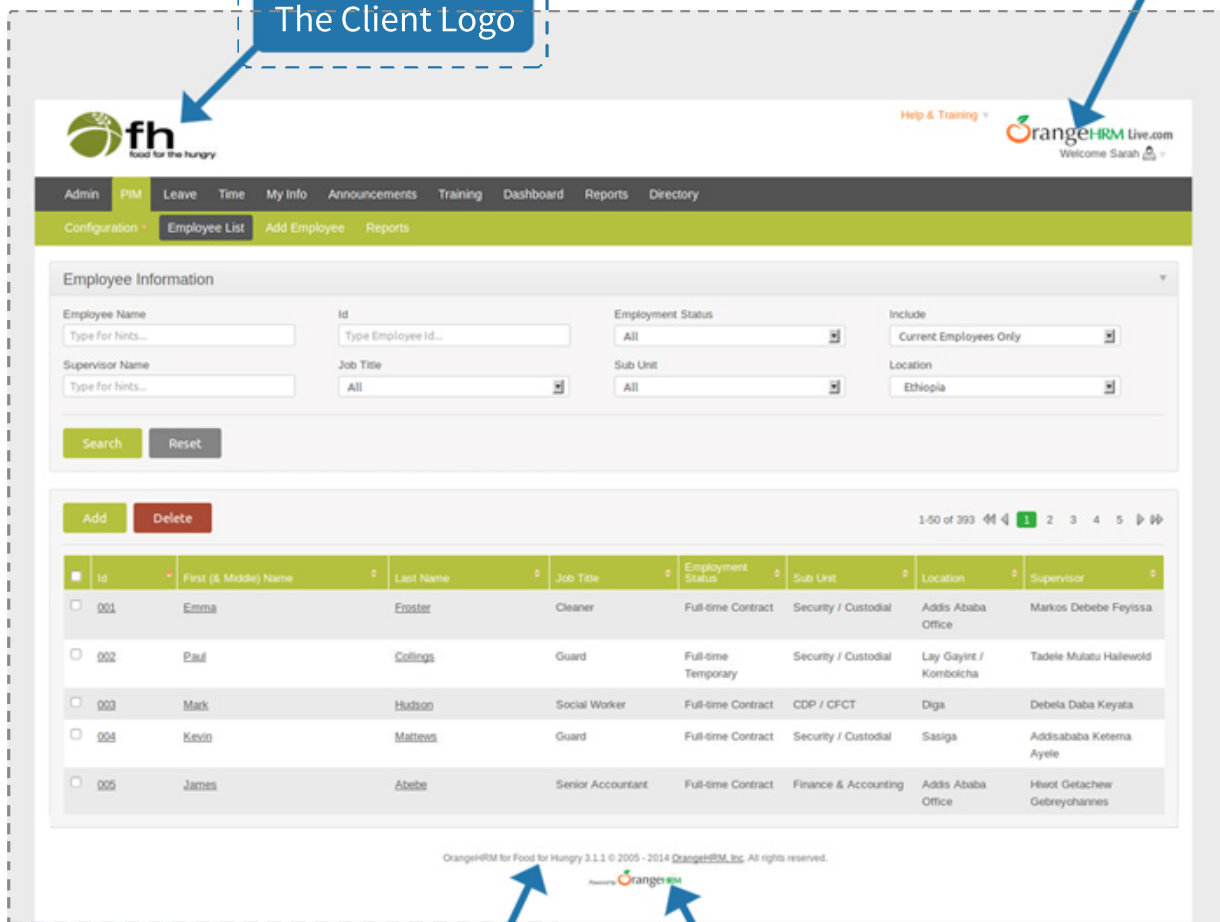 The Client Logo
fh
food for the hungry
Help & Training
OrangeHRM Live.com
Welcome Sarah
Admin PIM Leave Time My Info Announcements Training Dashboard Reports Directory
Configuration Employee List Add Employee Reports
Employee Information
Employee Name Id Employment Status Include
Type for hints... Type Employee Id... All Current Employees Only
Supervisor Name Job Title Sub Unit Location
Type for hints... All All Ethiopia
Search Reset
Add Delete 1-50 of 393 1 2 3 4 5
Id First (& Middle) Name Last Name Job Title Employment Status Sub Unit Location Supervisor
001 Emma Froster Cleaner Full-time Contract Security / Custodial Addis Ababa Markos Debebe Feyissa
Office
002 Paul Collings Guard Full-time Security / Custodial Lay Gayint / Tadele Mulatu Hailewold
Temporary Kombolcha
003 Mark Hudson Social Worker Full-time Contract CDP / CFCT Diga Debela Daba Keyata
004 Kevin Mattews Guard Full-time Contract Security / Custodial Sasiga Addisababa Ketema
Ayele
005 James Abebe Senior Accountant Full-time Contract Finance & Accounting Addis Ababa Hiwot Getachew
Office Gebreyohannes
OrangeHRM for Food for Hungry 3.1.1 © 2005 - 2014 OrangeHRM, Inc. All rights reserved.
Powered by OrangeHRM